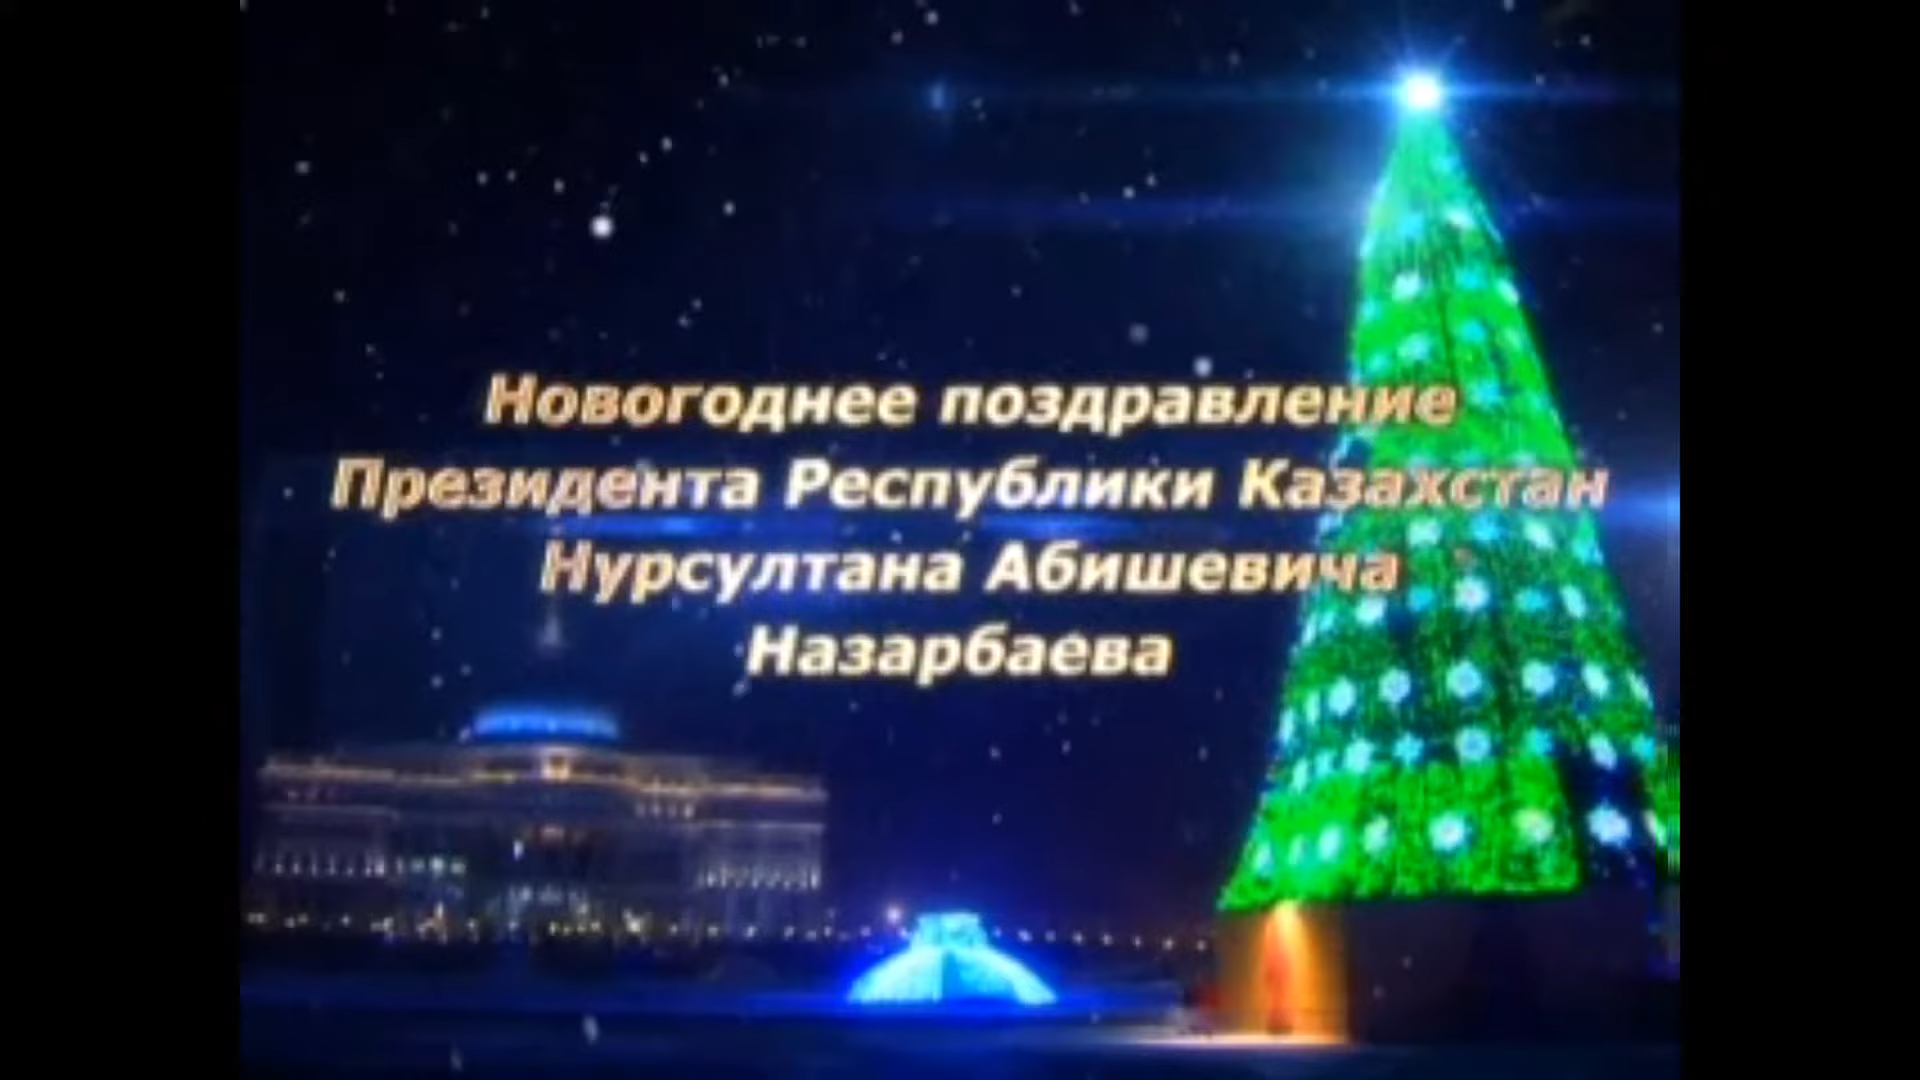 Новогоднее поздравление
Президента Республики Казахстан
Нурсултана Абишевича
Назарбаева